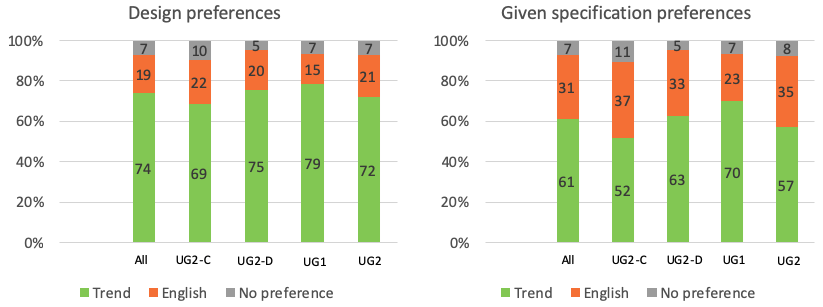 Design preferences
100%
80%
60%
40%
20%
0%
7 10 5 7 7
19 22 20 15 21
74 69 75 79 72
All UG2-C UG2-D UG1 UG2
Trend English No preference
Given specification preferences
100%
80%
60%
40%
20%
0%
7 11 5 7 8
31 37 33 23 35
61 52 63 70 57
All UG2-C UG2-D UG1 UG2
Trend English No preference